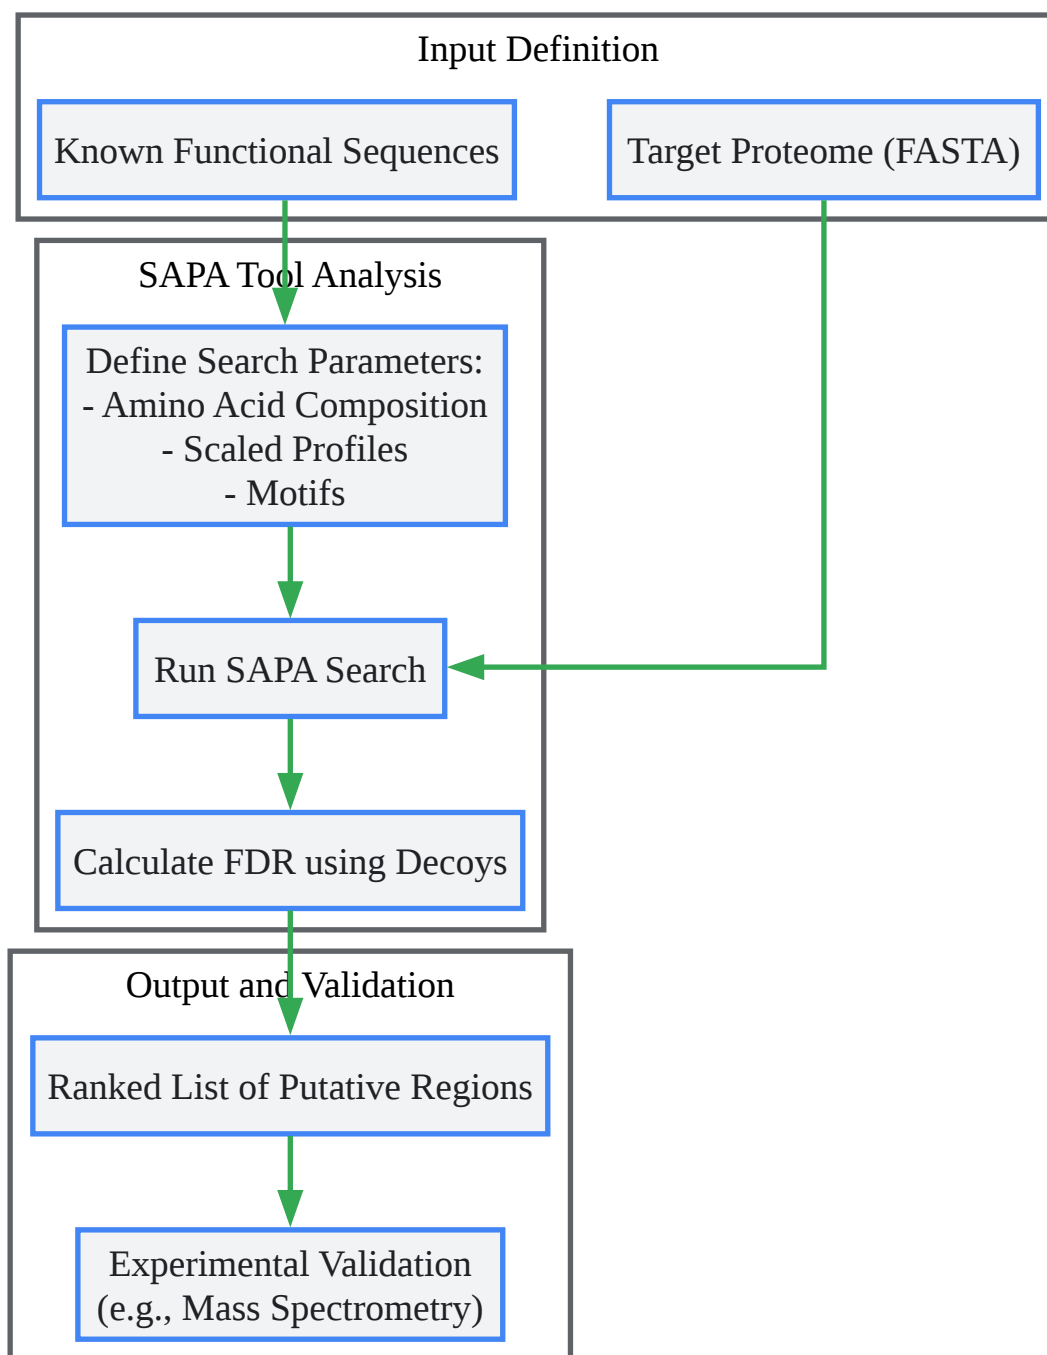 Input Definition
Known Functional Sequences
Target Proteome (FASTA)
SAPA Tool Analysis
Define Search Parameters:
- Amino Acid Composition
- Scaled Profiles
- Motifs
Run SAPA Search
Calculate FDR using Decoys
Output and Validation
Ranked List of Putative Regions
Experimental Validation
(e.g., Mass Spectrometry)